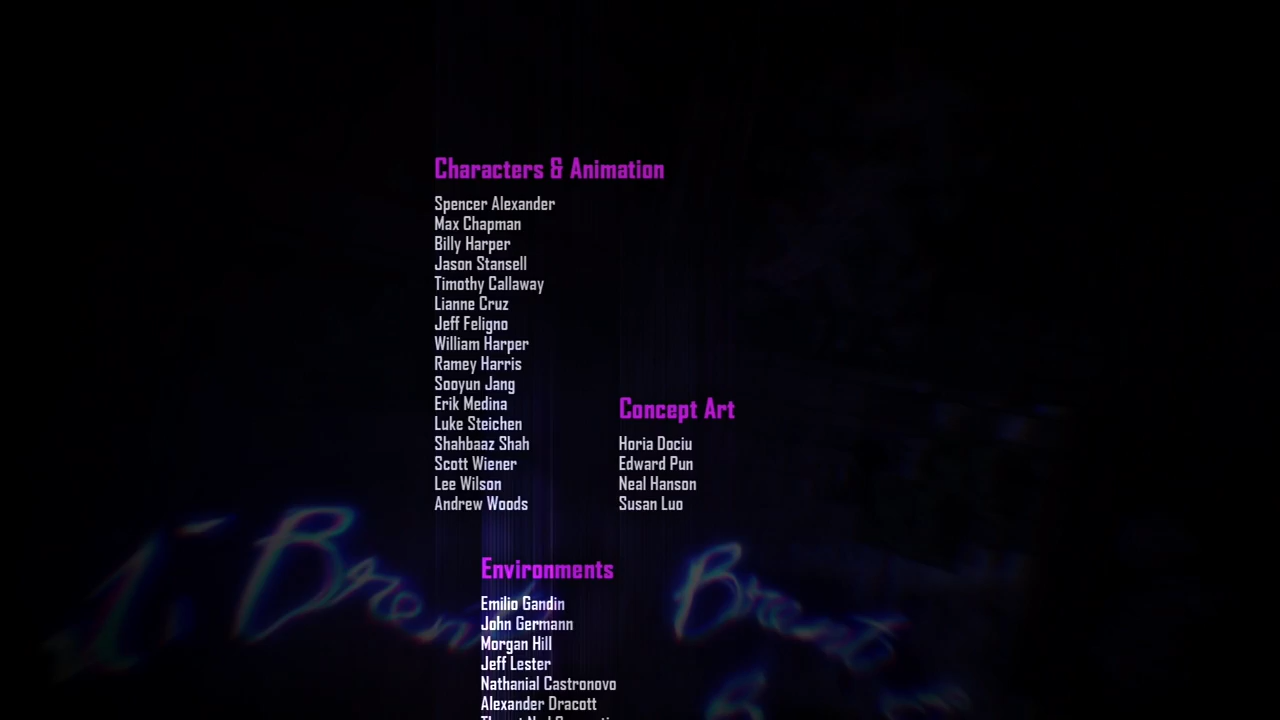 Characters & Animation
Spencer Alexander
Max Chapman
Billy Harper
Jason Stansell
Timothy Callaway
Lianne Cruz
Jeff Feligno
William Harper
Ramey Harris
Sooyun Jang
Erik Medina
Luke Steichen
Shahbaaz Shah
Scott Wiener
Lee Wilson
Andrew Woods
Concept Art
Horia Dociu
Edward Pun
Neal Hanson
Susan Luo
Environments
Emilio Gandin
John Germann
Morgan Hill
Jeff Lester
Nathanial Castronovo
Alexander Dracott
Brent